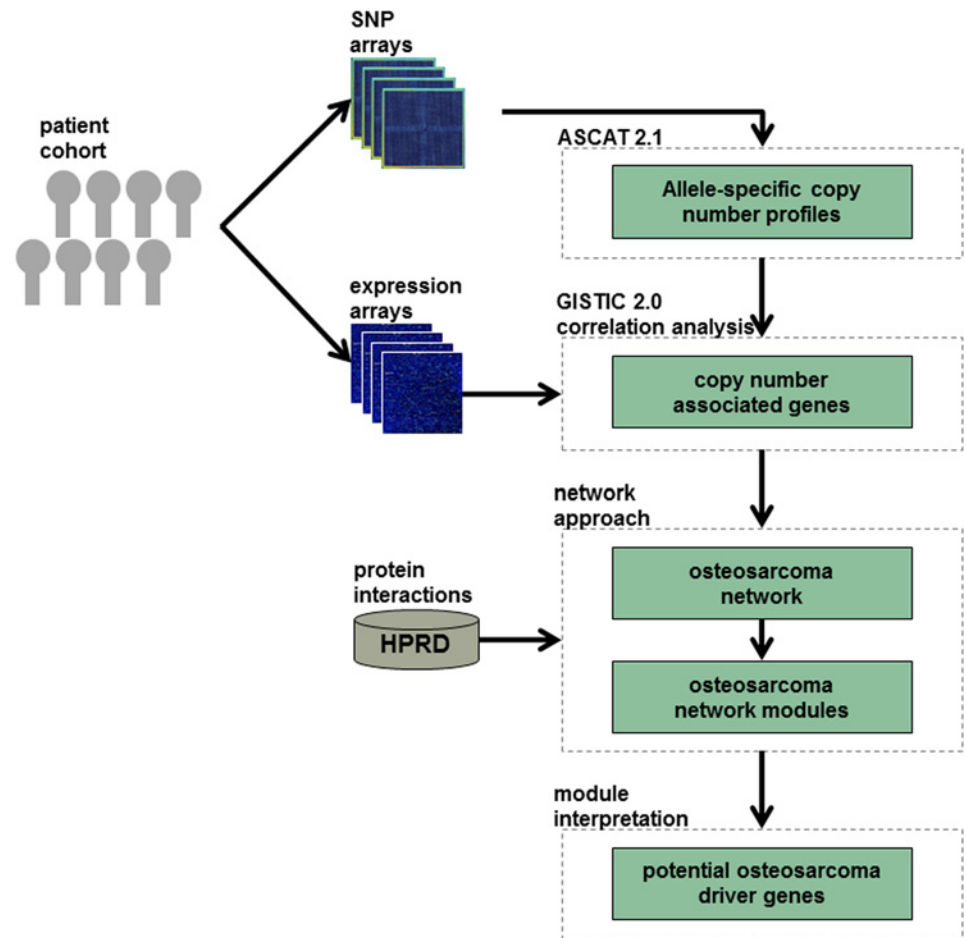 SNP
arrays
patient
cohort
ASCAT 2.1
Allele-specific copy
number profiles
expression
arrays
GISTIC 2.0
correlation analysis
copy number
associated genes
network
approach
osteosarcoma
network
protein
interactions
HPRD
osteosarcoma
network modules
module
interpretation
potential osteosarcoma
driver genes